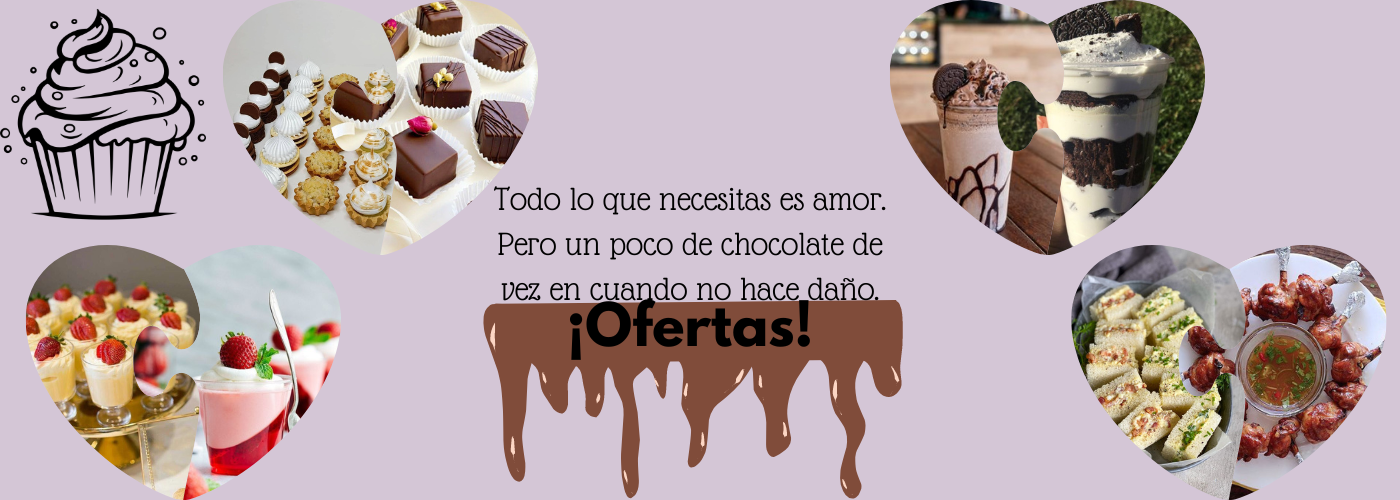 Todo lo que necesitas es amor.
Pero un poco de chocolate de
vez en cuando no hace daño.
¡Ofertas!